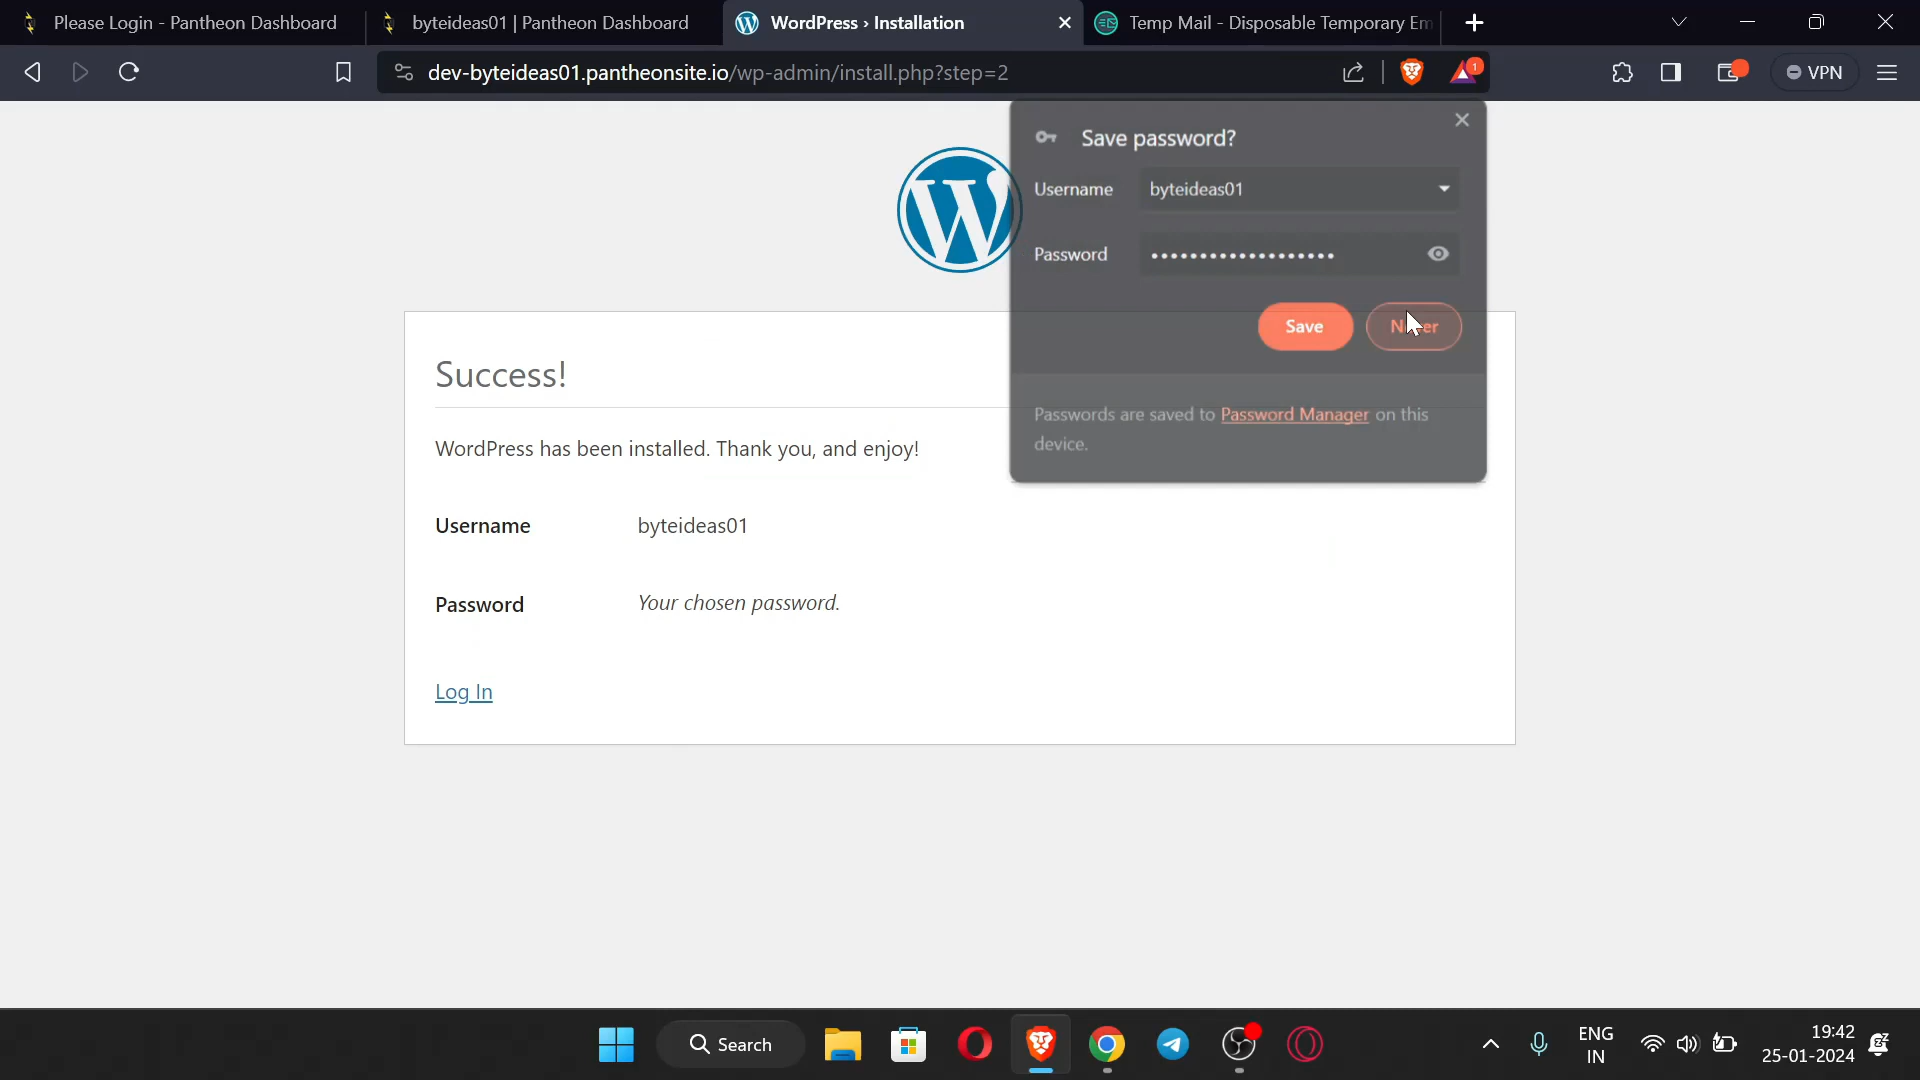 Please Login - Pantheon Dashboard
byteideas01 | Pantheon Dashboard
WordPress › Installation
Temp Mail - Disposable Temporary Em
dev-byteideas01.pantheonsite.io/wp-admin/install.php?step=2
1
VPN
Save password?
Username byteideas01
Password ••••••••••••••••••••
Save
Passwords are saved to Password Manager on this
device.
Success!
WordPress has been installed. Thank you, and enjoy!
Username byteideas01
Password Your chosen password.
Log In
Search
ENG
IN
19:42
25-01-2024